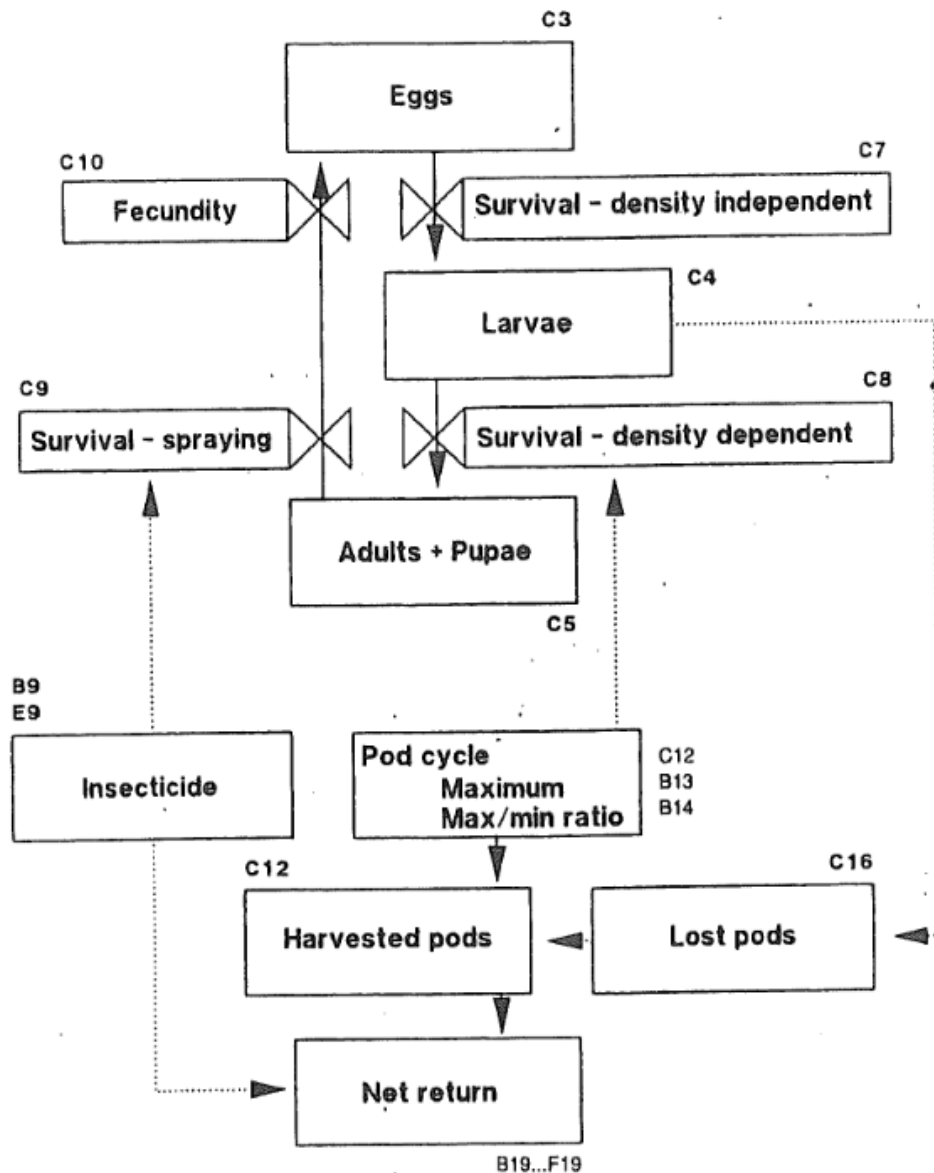 C3
Eggs
C10
C7
Fecundity
Survival - density independent
C4
Larvae
C9
C8
Survival - spraying
Survival - density dependent
Adults + Pupae
C5
B9
E9
Insecticide
Pod cycle
Maximum
Max/min ratio
C12
B13
B14
C12
C16
Harvested pods
Lost pods
Net return
B19...F19